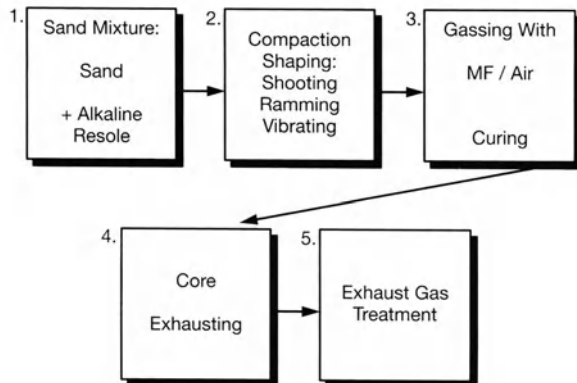 1.
Sand Mixture:
Sand
+ Alkaline
Resole
2.
Compaction
Shaping:
Shooting
Ramming
Vibrating
3.
Gassing With
MF / Air
Curing
4.
Core
Exhausting
5.
Exhaust Gas
Treatment